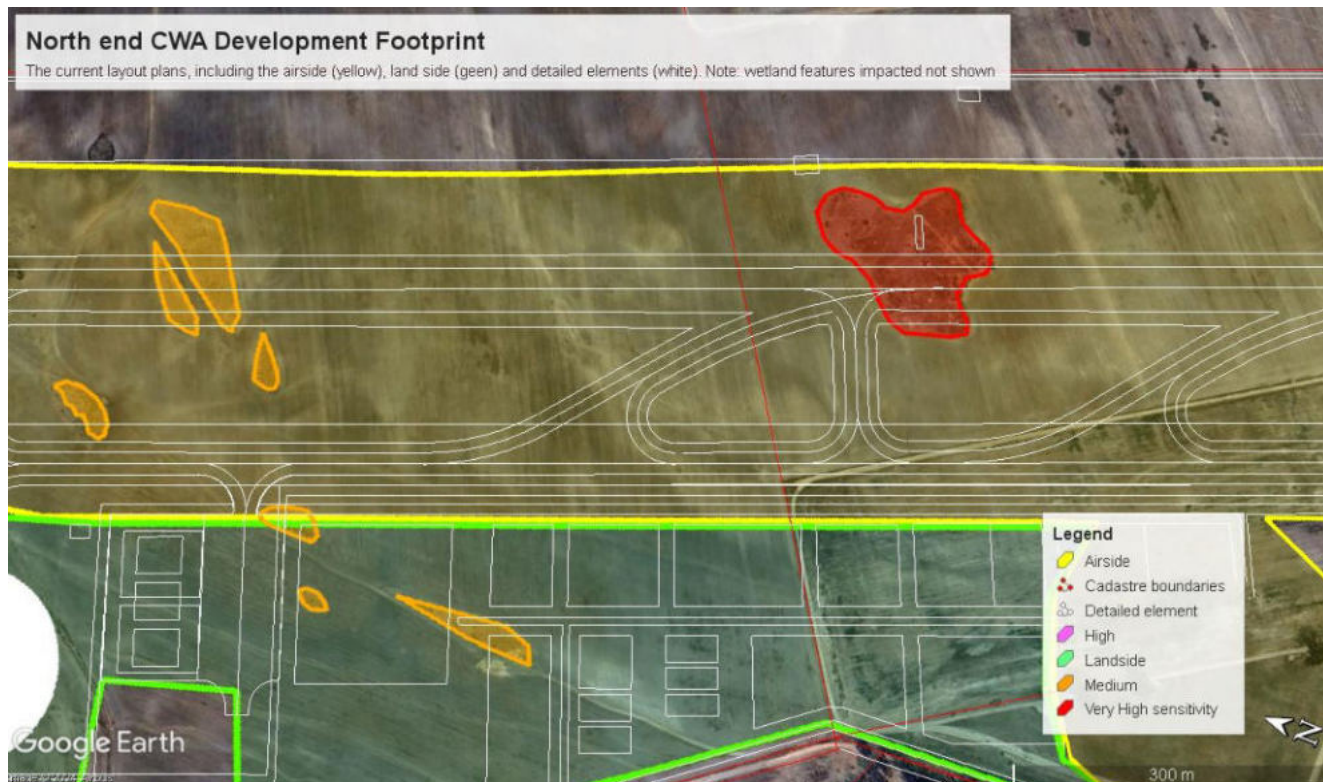 North end CWA Development Footprint
The current layout plans, including the airside (yellow), land side (geen) and detailed elements (white). Note: wetland features impacted not shown
Legend
Airside
Cadastre boundaries
Detailed element
High
Landside
Medium
Very High sensitivity
N
Google Earth
300 m